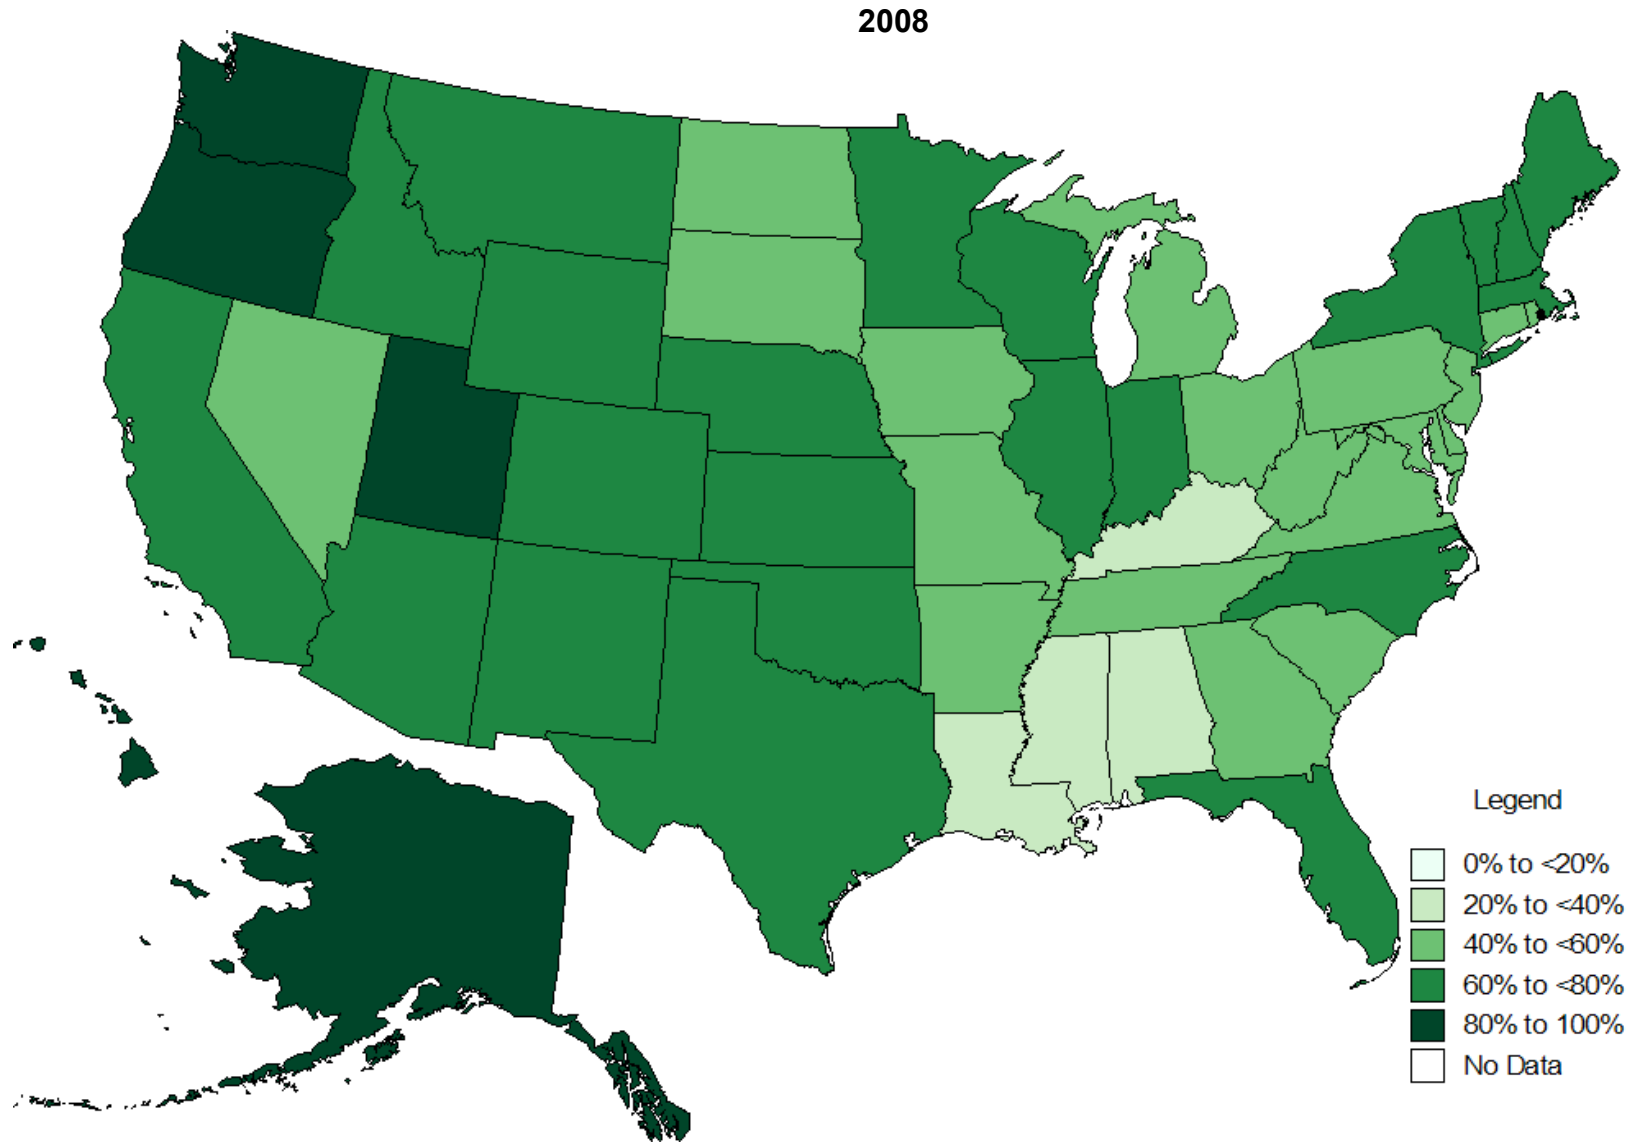 2008
Legend
0% to <20%
20% to <40%
40% to <60%
60% to <80%
80% to 100%
No Data